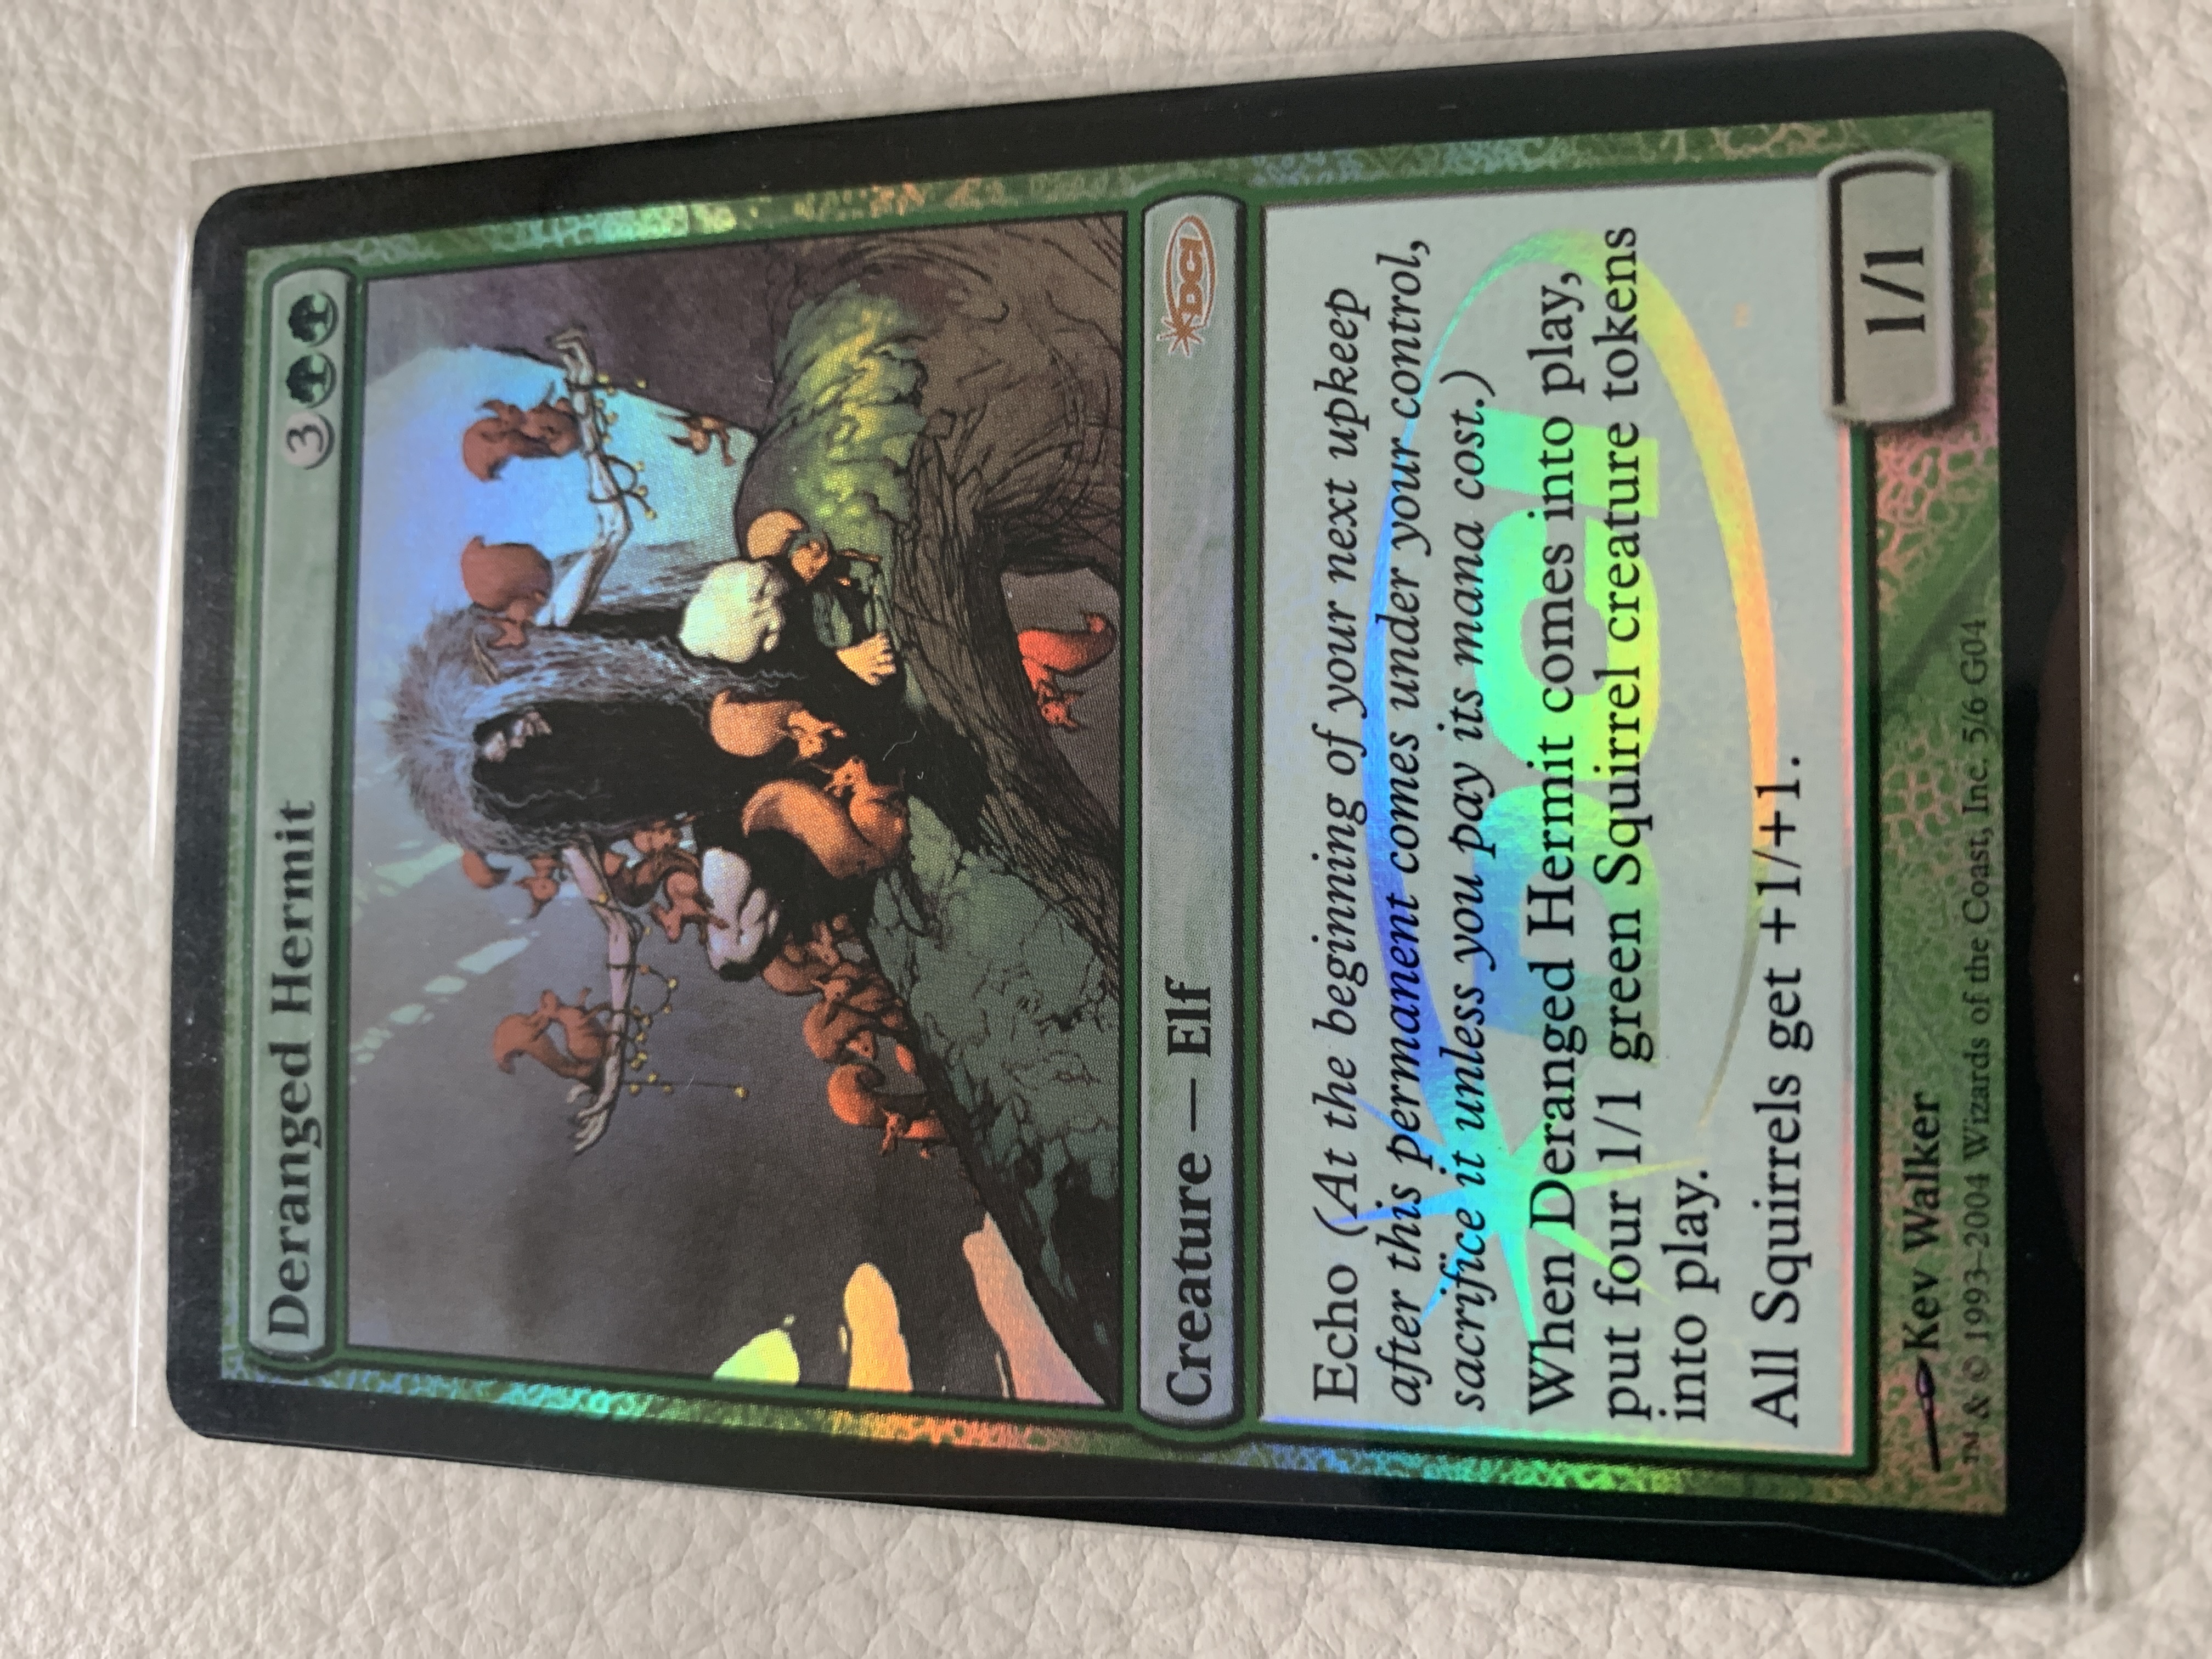 Deranged Hermit 3
Creature — Elf DCI
Echo (At the beginning of your next upkeep
after this permanent comes under your control,
sacrifice it unless you pay its mana cost.)
When Deranged Hermit comes into play,
put four 1/1 green Squirrel creature tokens
into play.
All Squirrels get +1/+1.
DCI ™
1/1
Kev Walker
™ & © 1993–2004 Wizards of the Coast, Inc. 5/6 G04